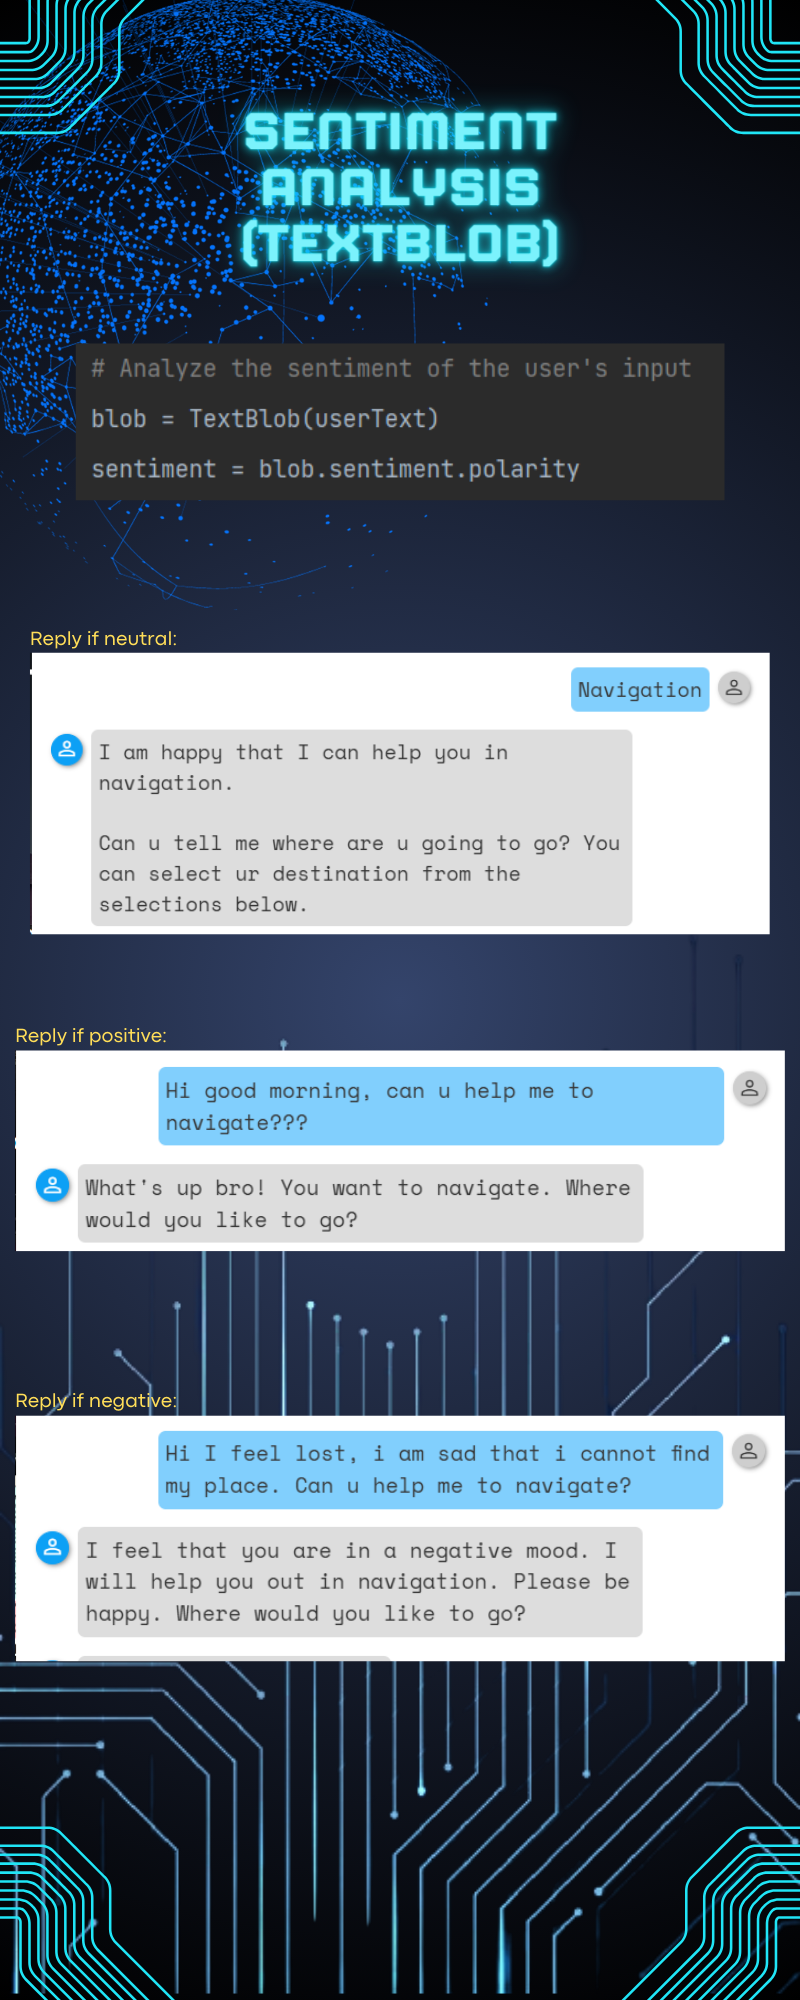 SENTIMENT
ANALYSIS
(TEXTBLOB)
# Analyze the sentiment of the user's input
blob = TextBlob(userText)
sentiment = blob.sentiment.polarity
Reply if neutral:
Navigation
I am happy that I can help you in
navigation.
Can u tell me where are u going to go? You
can select ur destination from the
selections below.
Reply if positive:
Hi good morning, can u help me to
navigate???
What's up bro! You want to navigate. Where
would you like to go?
Reply if negative:
Hi I feel lost, i am sad that i cannot find
my place. Can u help me to navigate?
I feel that you are in a negative mood. I
will help you out in navigation. Please be
happy. Where would you like to go?